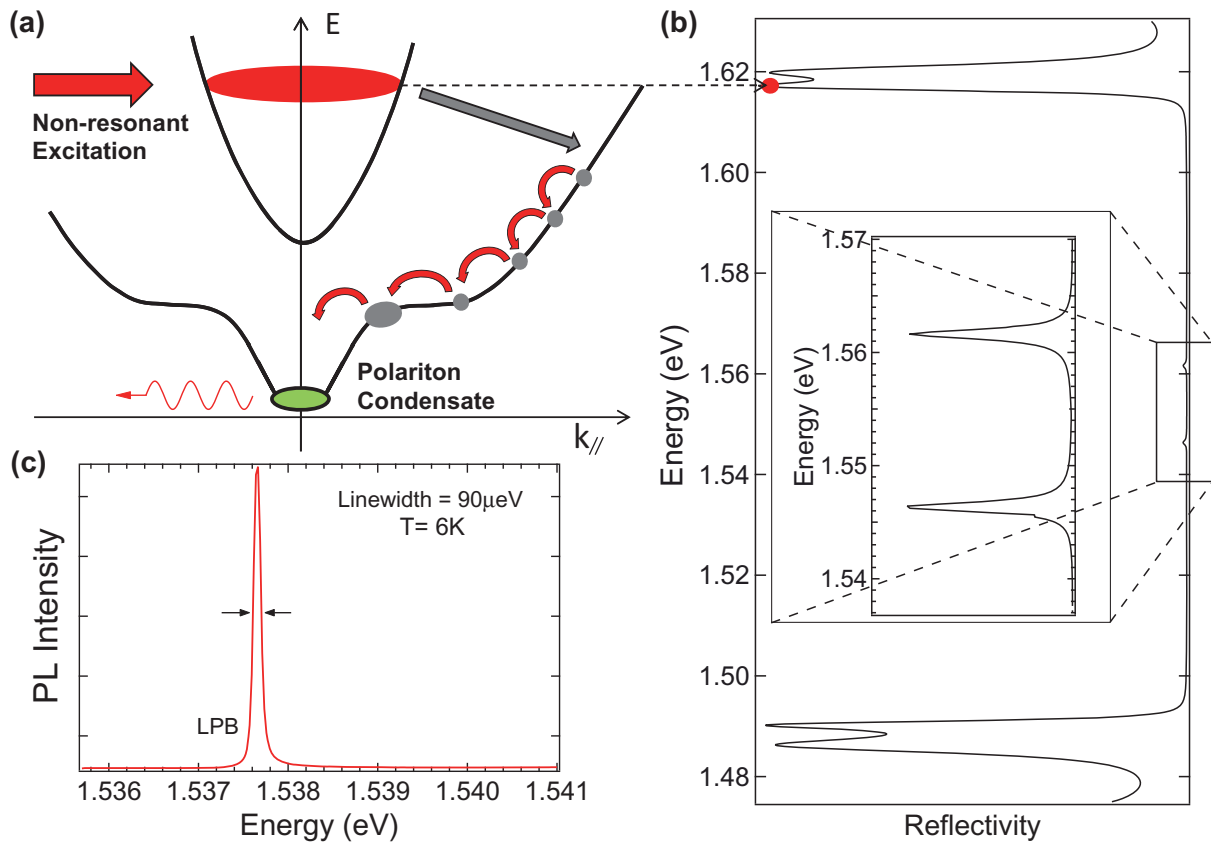 (a)
E
Non-resonant
Excitation
Polariton
Condensate
k//
(b)
1.62
1.60
1.58
1.56
1.54
1.52
1.50
1.48
Energy (eV)
Reflectivity
1.57
1.56
1.55
1.54
Energy (eV)
(c)
Linewidth = 90μeV
T= 6K
LPB
PL Intensity
1.536 1.537 1.538 1.539 1.540 1.541
Energy (eV)